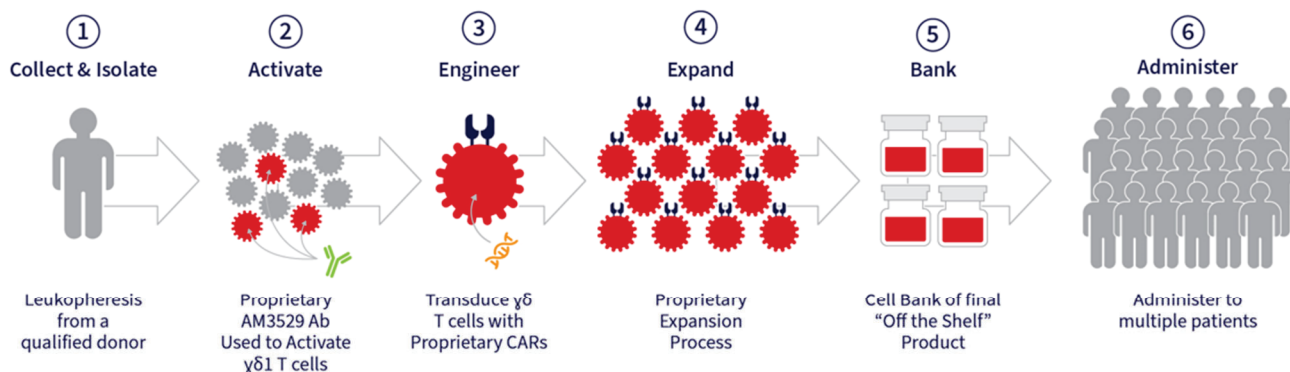 1
Collect & Isolate
Leukopheresis
from a
qualified donor
2
Activate
Proprietary
AM3529 Ab
Used to Activate
γδ1 T cells
3
Engineer
Transduce γδ
T cells with
Proprietary CARs
4
Expand
Proprietary
Expansion
Process
5
Bank
Cell Bank of final
“Off the Shelf”
Product
6
Administer
Administer to
multiple patients